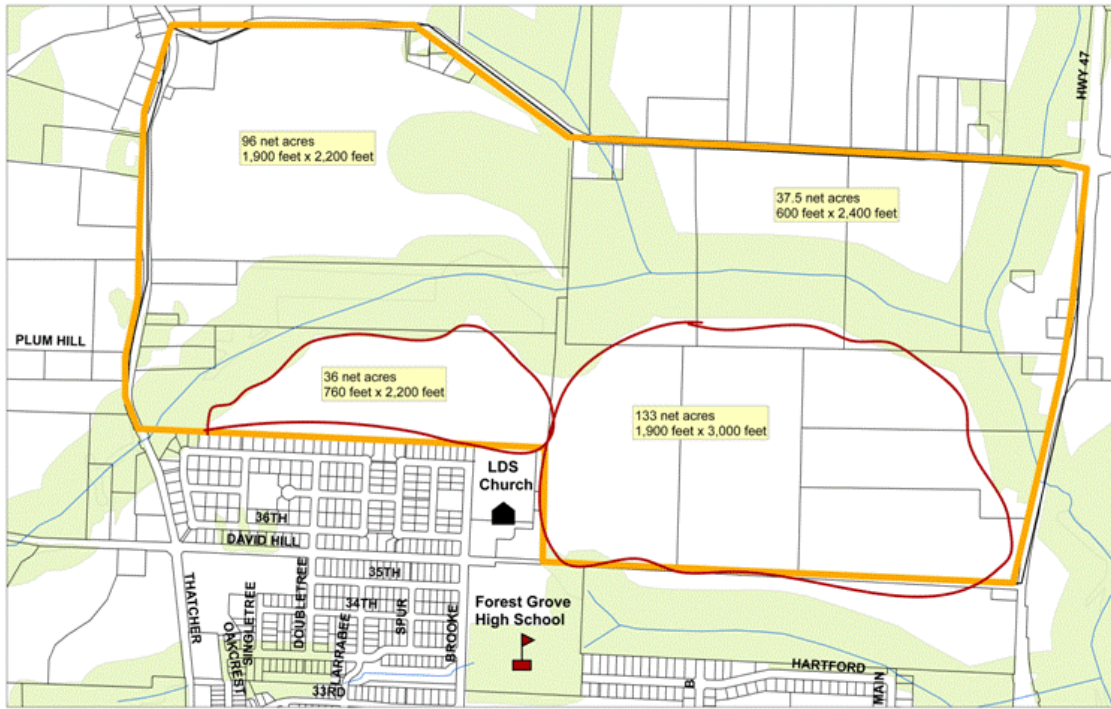 HWY 47
96 net acres
1,900 feet x 2,200 feet
37.5 net acres
600 feet x 2,400 feet
PLUM HILL
36 net acres
760 feet x 2,200 feet
133 net acres
1,900 feet x 3,000 feet
LDS
Church
36TH
DAVID HILL
35TH
THATCHER
OAKCREST
SINGLETREE
DOUBLETREE
LARRABEE
34TH
SPUR
BROOKE
33RD
Forest Grove
High School
HARTFORD
B
MAIN